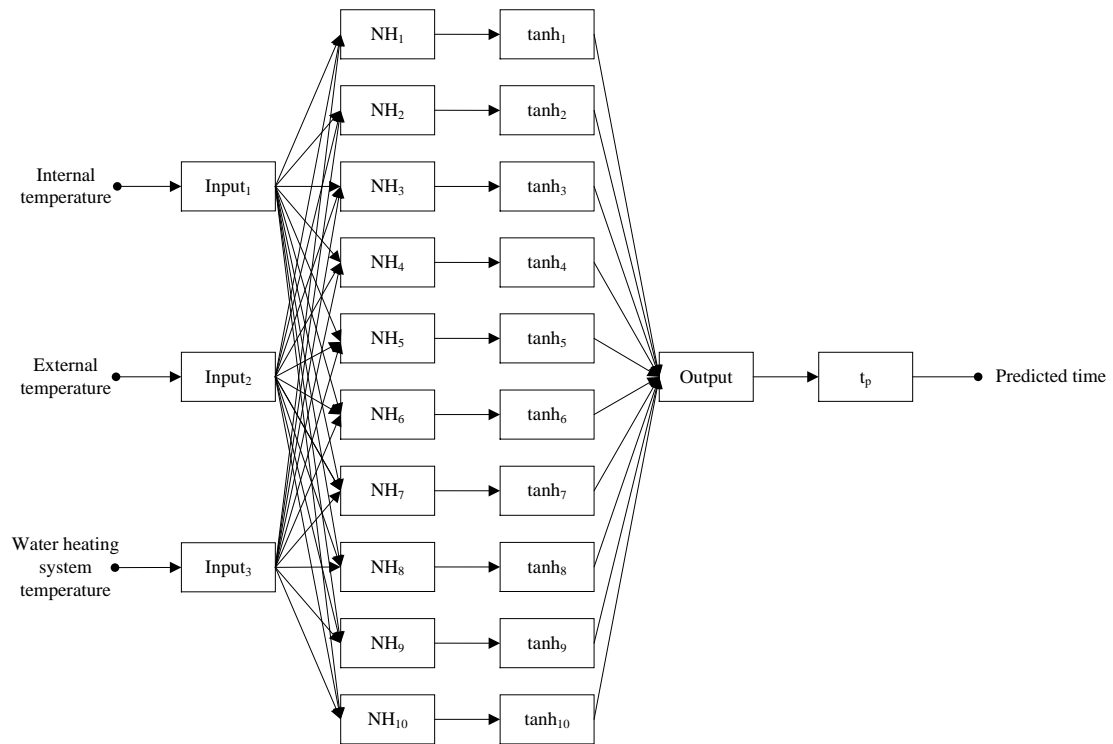 Internal
temperature
External
temperature
Water heating
system
temperature
Input₁
Input₂
Input₃
NH₁
NH₂
NH₃
NH₄
NH₅
NH₆
NH₇
NH₈
NH₉
NH₁₀
tanh₁
tanh₂
tanh₃
tanh₄
tanh₅
tanh₆
tanh₇
tanh₈
tanh₉
tanh₁₀
Output
tₚ
Predicted time